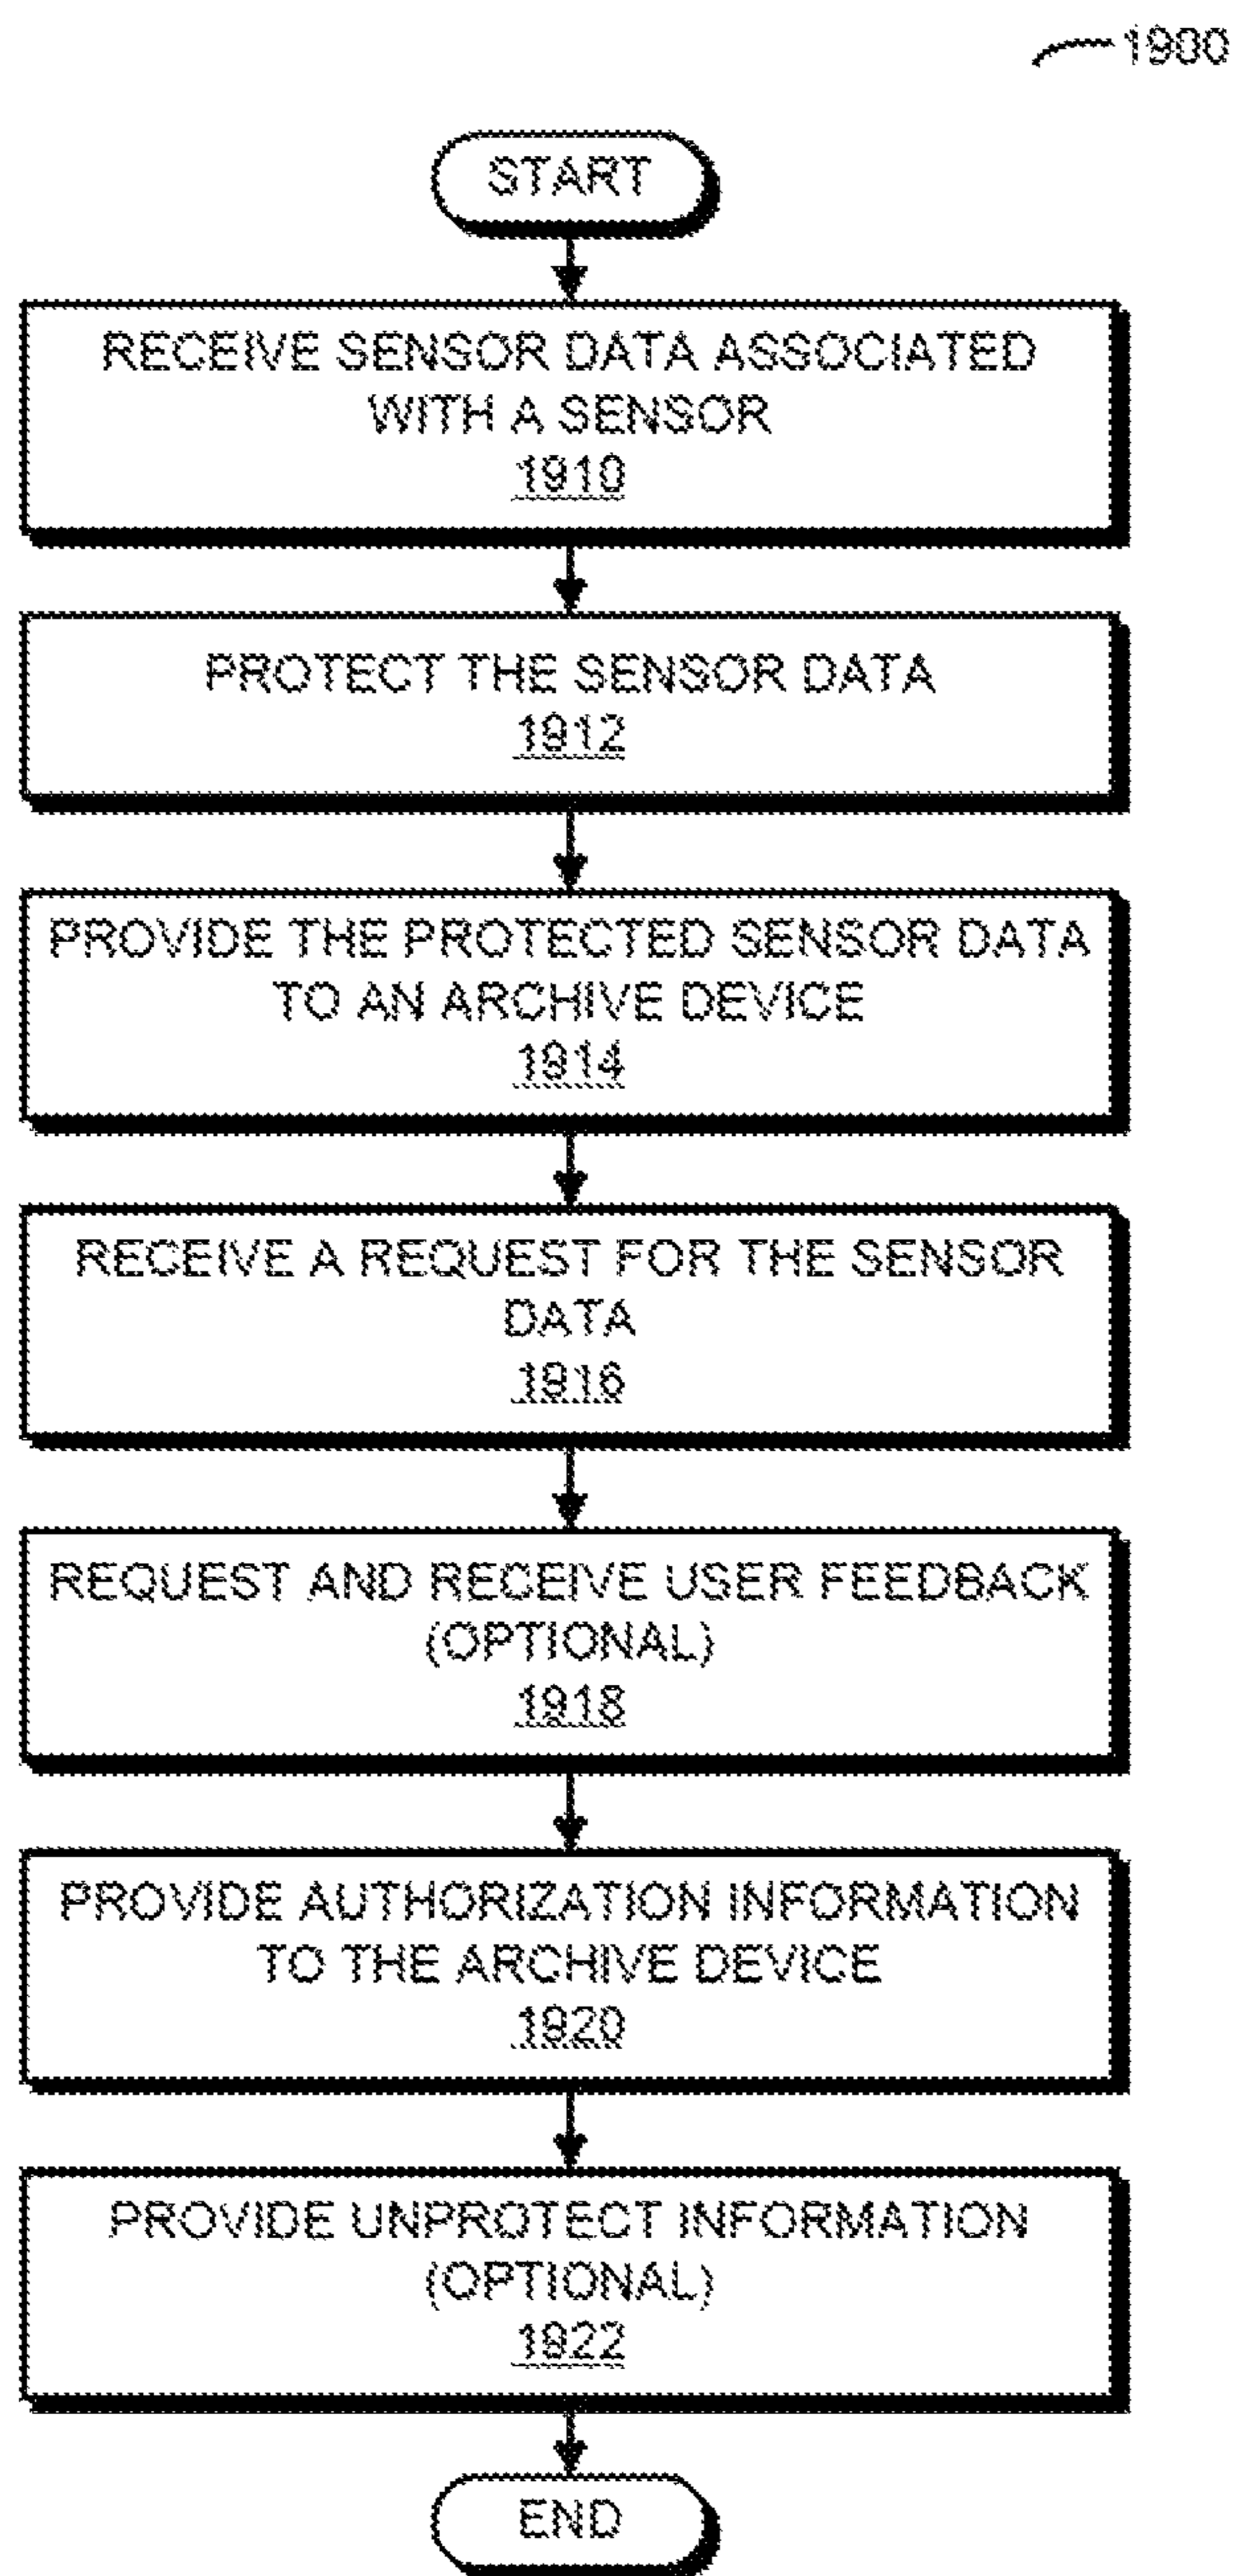 1900
START
RECEIVE SENSOR DATA ASSOCIATED
WITH A SENSOR
1910
PROTECT THE SENSOR DATA
1912
PROVIDE THE PROTECTED SENSOR DATA
TO AN ARCHIVE DEVICE
1914
RECEIVE A REQUEST FOR THE SENSOR
DATA
1916
REQUEST AND RECEIVE USER FEEDBACK
(OPTIONAL)
1918
PROVIDE AUTHORIZATION INFORMATION
TO THE ARCHIVE DEVICE
1920
PROVIDE UNPROTECT INFORMATION
(OPTIONAL)
1922
END